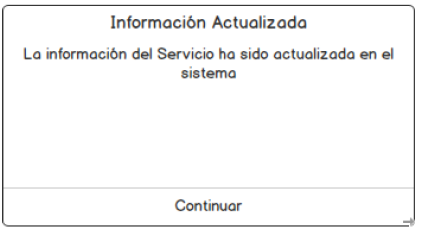 Información Actualizada
La información del Servicio ha sido actualizada en el
sistema
Continuar